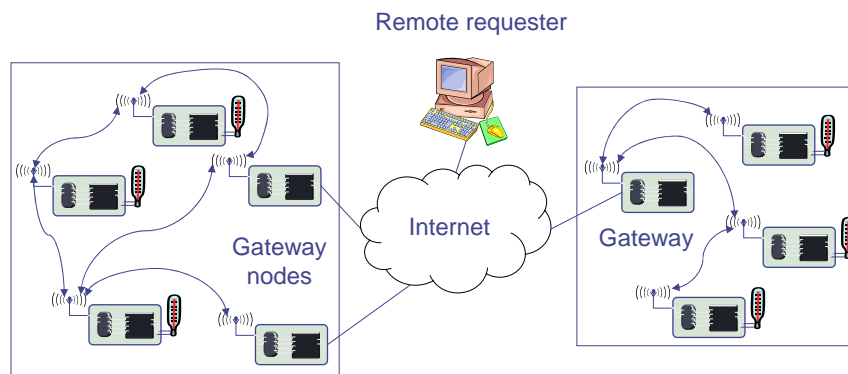 Remote requester
Internet
Gateway
nodes
Gateway